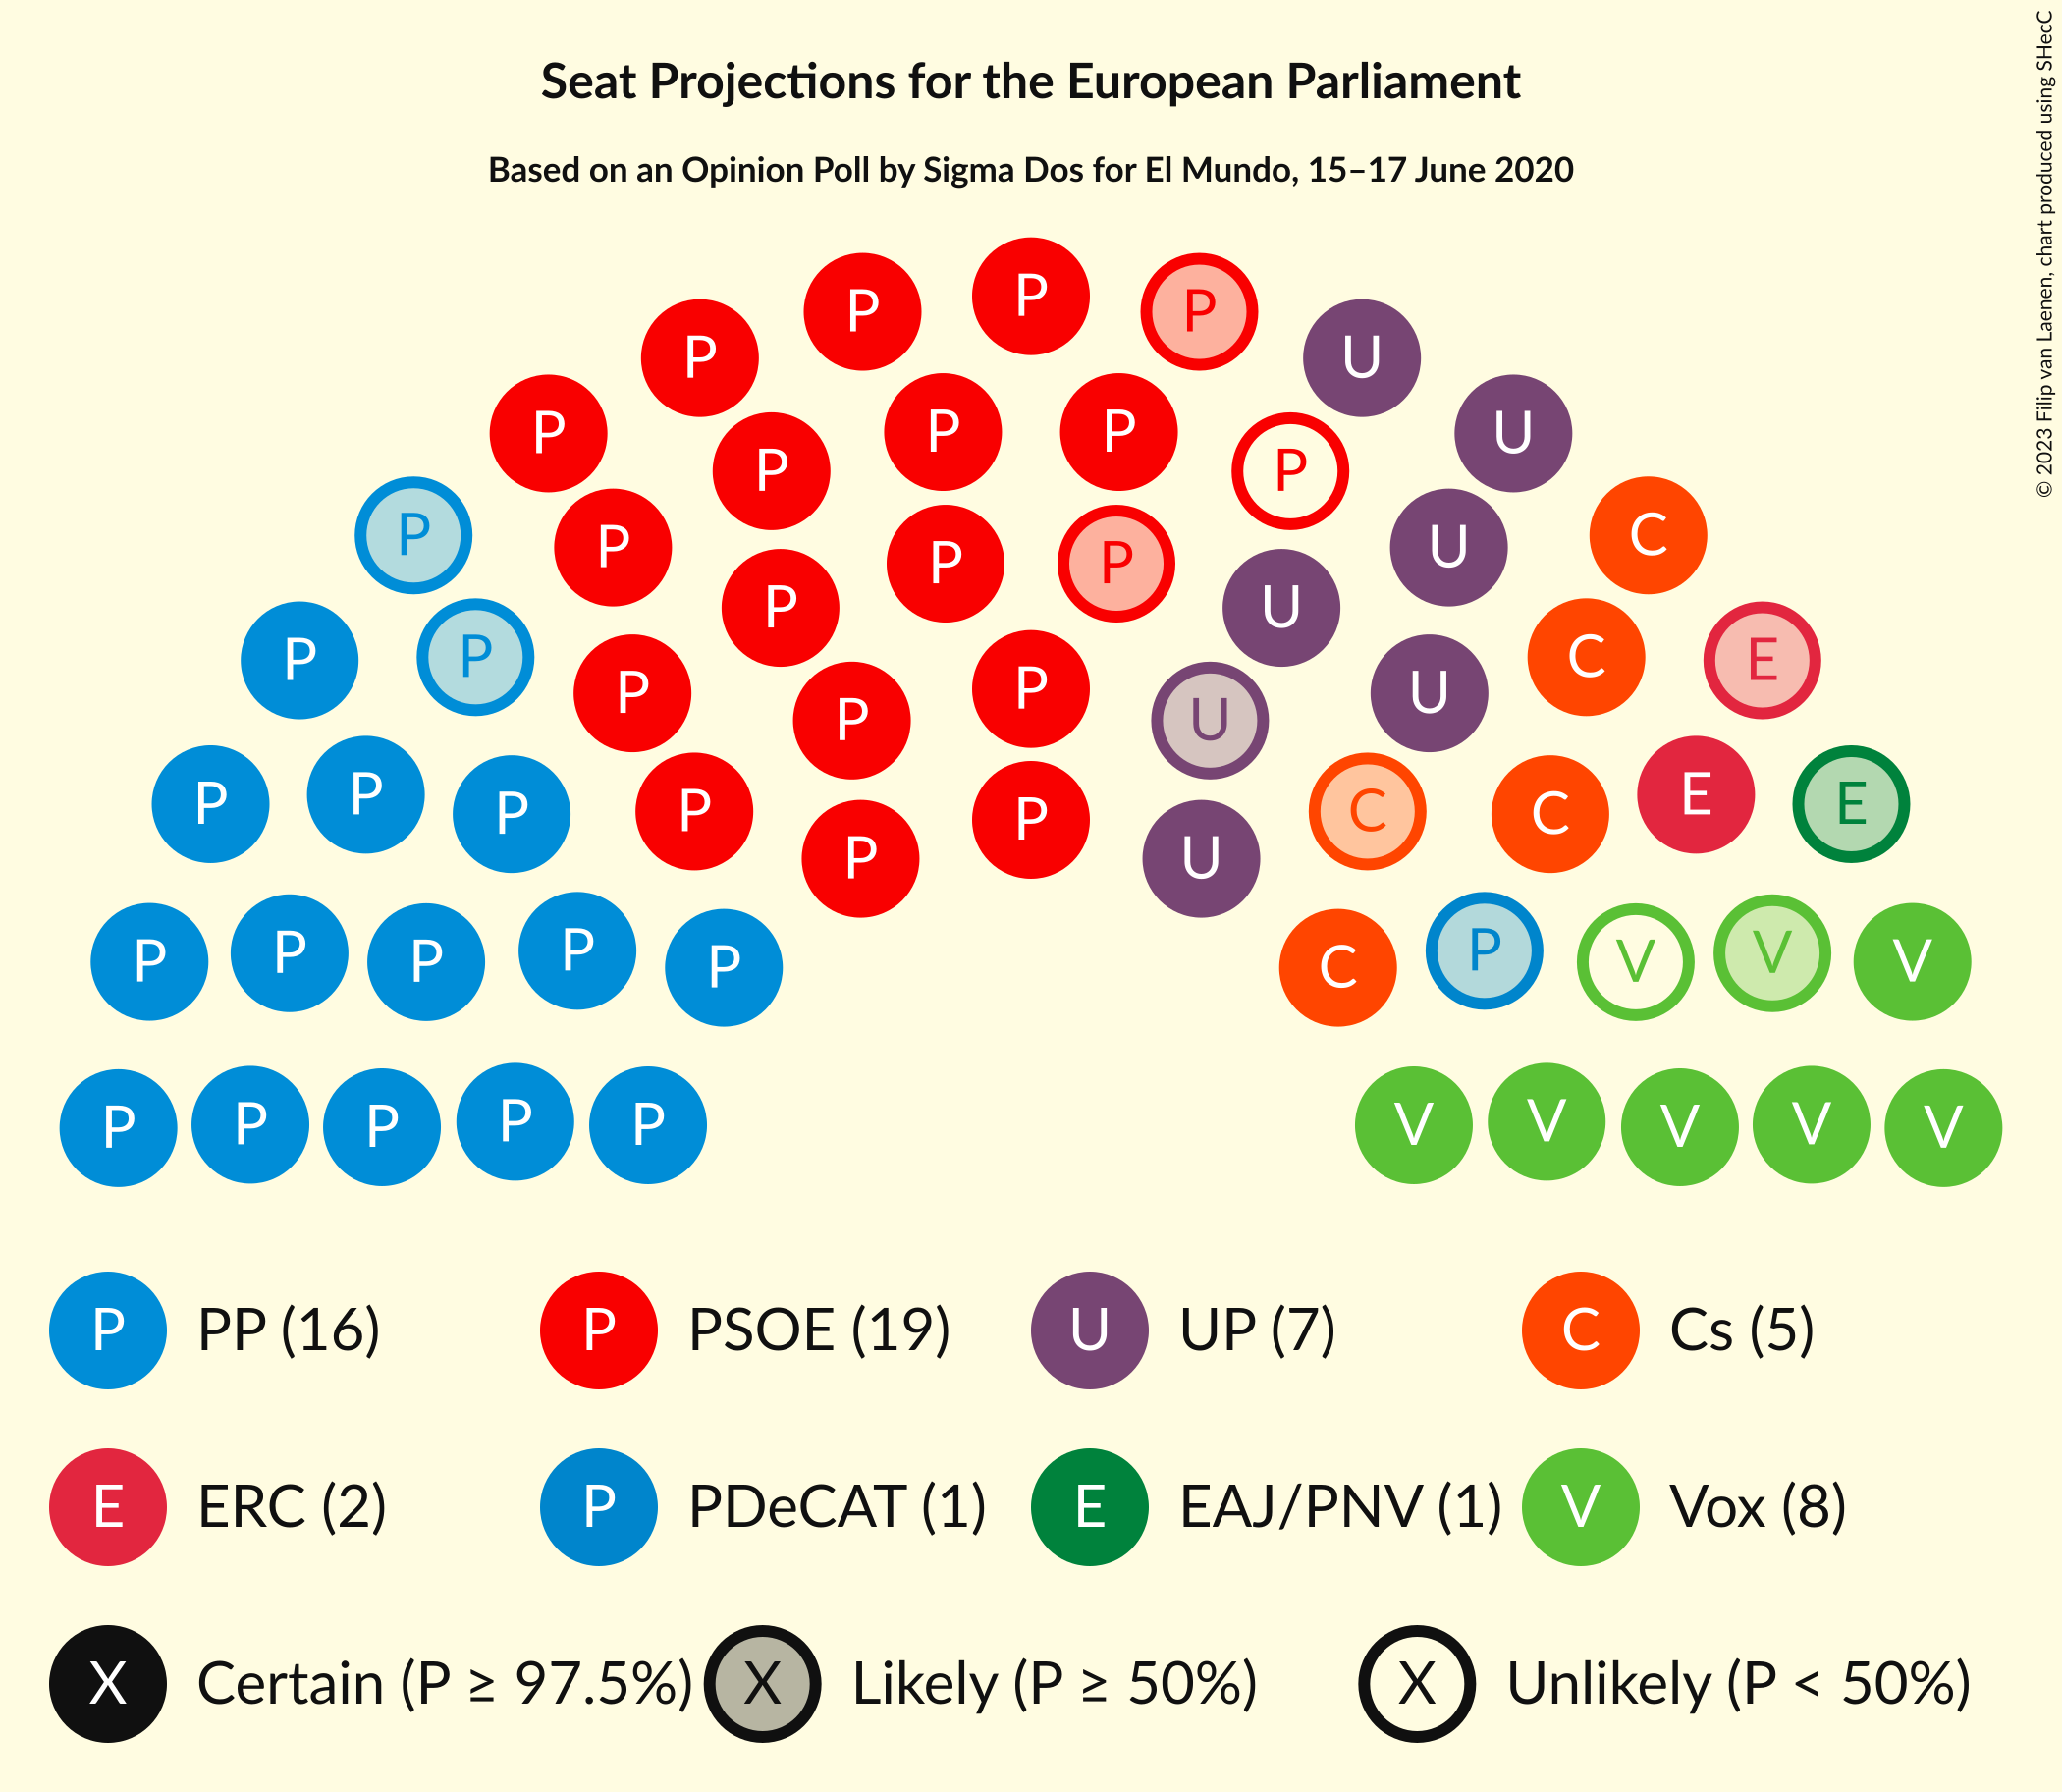 Seat Projections for the European Parliament
Based on an Opinion Poll by Sigma Dos for El Mundo, 15–17 June 2020
© 2023 Filip van Laenen, chart produced using SHecC
P
P P
P P
P P P P
P U
P P P U
P P P U
P P P C
P U
P P C E
P P U U
P P P P C C E E
P P U
P P P P P C P V V V
P P P P P V V V V V
P PP (16) P PSOE (19) U UP (7) C Cs (5)
E ERC (2) P PDeCAT (1) E EAJ/PNV (1) V Vox (8)
X Certain (P ≥ 97.5%) X Likely (P ≥ 50%) X Unlikely (P < 50%)